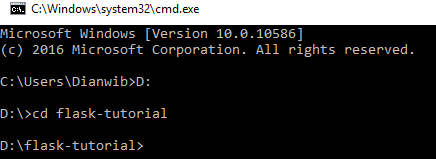 C:\Windows\system32\cmd.exe
Microsoft Windows [Version 10.0.10586]
(c) 2016 Microsoft Corporation. All rights reserved.
C:\Users\Dianwib>D:
D:\>cd flask-tutorial
D:\flask-tutorial>